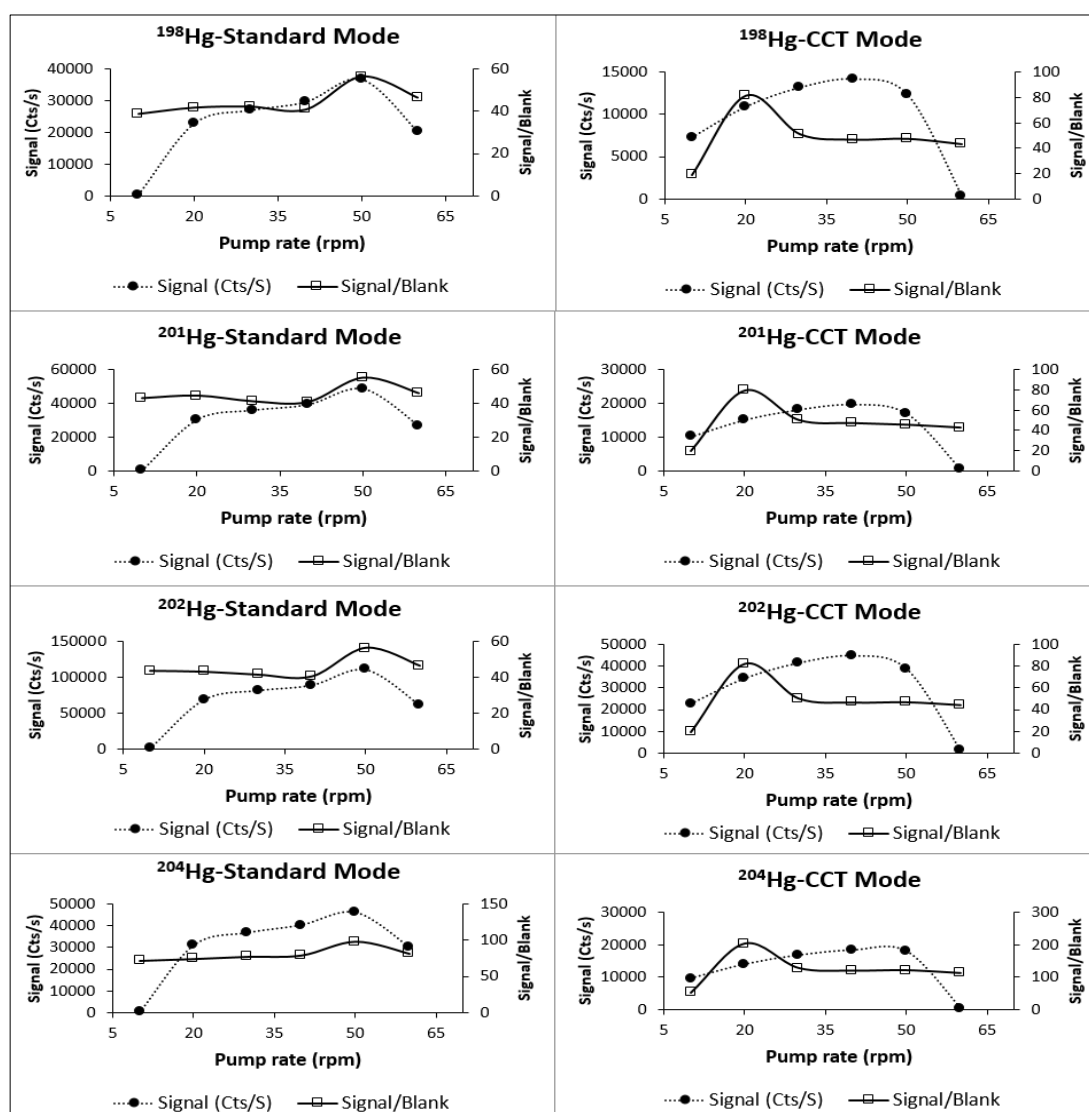 ¹⁹⁸Hg-Standard Mode
40000
30000
20000
10000
0
Signal (Cts/s)
60
40
20
0
Signal/Blank
5 20 35 50 65
Pump rate (rpm)
Signal (Cts/S) Signal/Blank
¹⁹⁸Hg-CCT Mode
15000
10000
5000
0
Signal (Cts/s)
100
80
60
40
20
0
Signal/Blank
5 20 35 50 65
Pump rate (rpm)
Signal (Cts/S) Signal/Blank
²⁰¹Hg-Standard Mode
60000
40000
20000
0
Signal (Cts/s)
60
40
20
0
Signal/Blank
5 20 35 50 65
Pump rate (rpm)
Signal (Cts/S) Signal/Blank
²⁰¹Hg-CCT Mode
30000
20000
10000
0
Signal (Cts/s)
100
80
60
40
20
0
Signal/Blank
5 20 35 50 65
Pump rate (rpm)
Signal (Cts/S) Signal/Blank
²⁰²Hg-Standard Mode
150000
100000
50000
0
Signal (Cts/s)
60
40
20
0
Signal/Blank
5 20 35 50 65
Pump rate (rpm)
Signal (Cts/S) Signal/Blank
²⁰²Hg-CCT Mode
50000
40000
30000
20000
10000
0
Signal (Cts/s)
100
80
60
40
20
0
Signal/Blank
5 20 35 50 65
Pump rate (rpm)
Signal (Cts/S) Signal/Blank
²⁰⁴Hg-Standard Mode
50000
40000
30000
20000
10000
0
Signal (Cts/s)
150
100
50
0
Signal/Blank
5 20 35 50 65
Pump rate (rpm)
Signal (Cts/S) Signal/Blank
²⁰⁴Hg-CCT Mode
30000
20000
10000
0
Signal (Cts/s)
300
200
100
0
Signal/Blank
5 20 35 50 65
Pump rate (rpm)
Signal (Cts/S) Signal/Blank